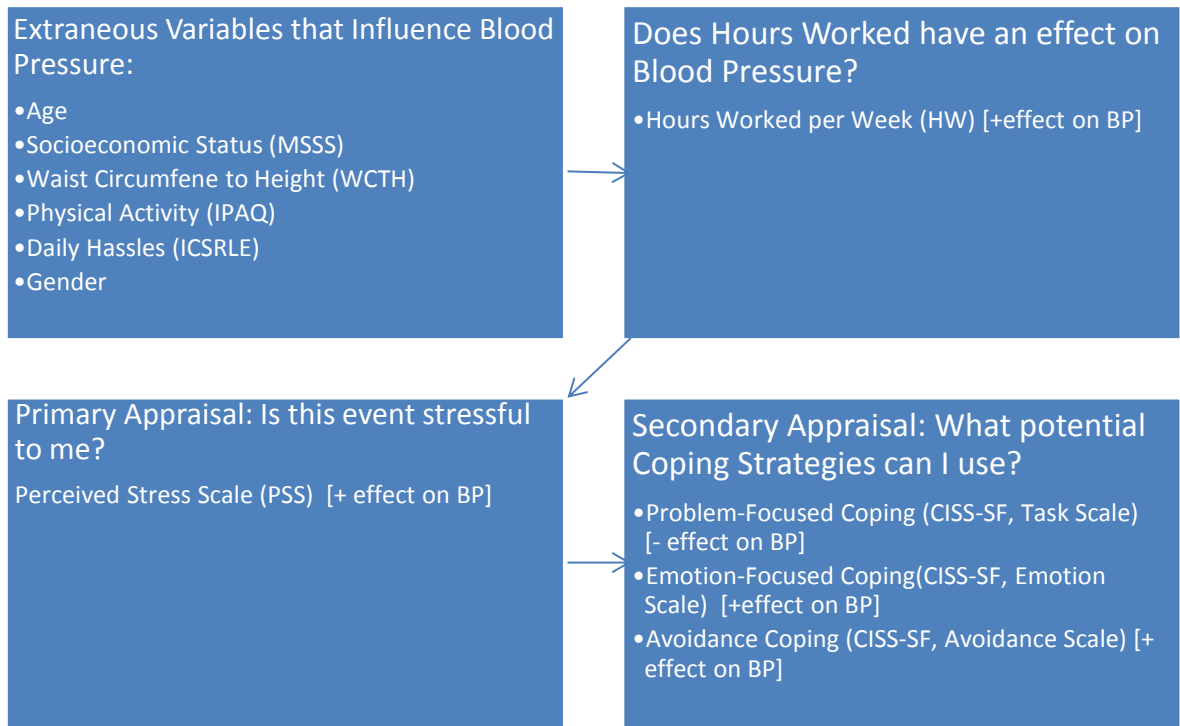 Extraneous Variables that Influence Blood
Pressure:
•Age
•Socioeconomic Status (MSSS)
•Waist Circumfene to Height (WCTH)
•Physical Activity (IPAQ)
•Daily Hassles (ICSRLE)
•Gender
Does Hours Worked have an effect on
Blood Pressure?
•Hours Worked per Week (HW) [+effect on BP]
Primary Appraisal: Is this event stressful
to me?
Perceived Stress Scale (PSS) [+ effect on BP]
Secondary Appraisal: What potential
Coping Strategies can I use?
•Problem-Focused Coping (CISS-SF, Task Scale)
[- effect on BP]
•Emotion-Focused Coping(CISS-SF, Emotion
Scale) [+effect on BP]
•Avoidance Coping (CISS-SF, Avoidance Scale) [+
effect on BP]